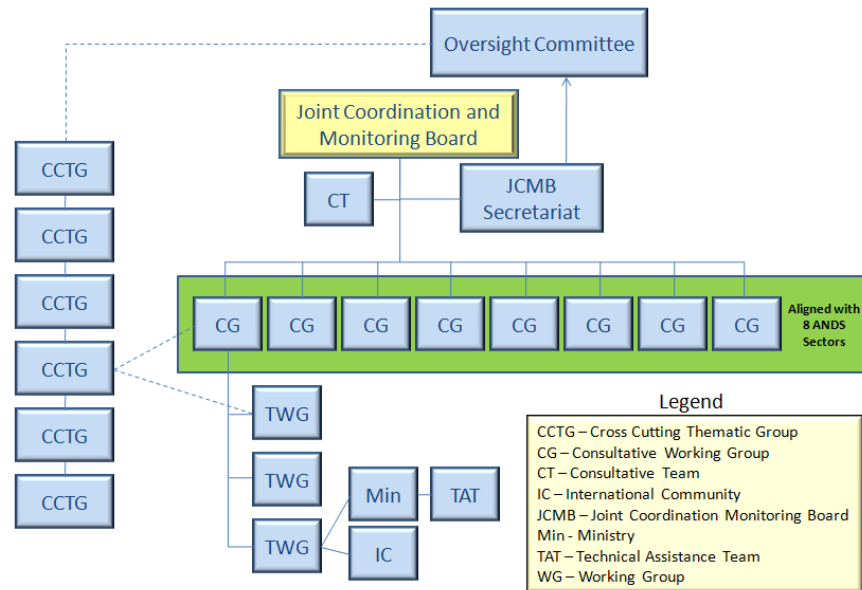 Oversight Committee
Joint Coordination and
Monitoring Board
CCTG
CT
JCMB
Secretariat
CCTG
CCTG
CG
CG
CG
CG
CG
CG
CG
CG
Aligned with
8 ANDS
Sectors
CCTG
TWG
CCTG
TWG
CCTG
Min
TAT
TWG
IC
Legend
CCTG – Cross Cutting Thematic Group
CG – Consultative Working Group
CT – Consultative Team
IC – International Community
JCMB – Joint Coordination Monitoring Board
Min - Ministry
TAT – Technical Assistance Team
WG – Working Group